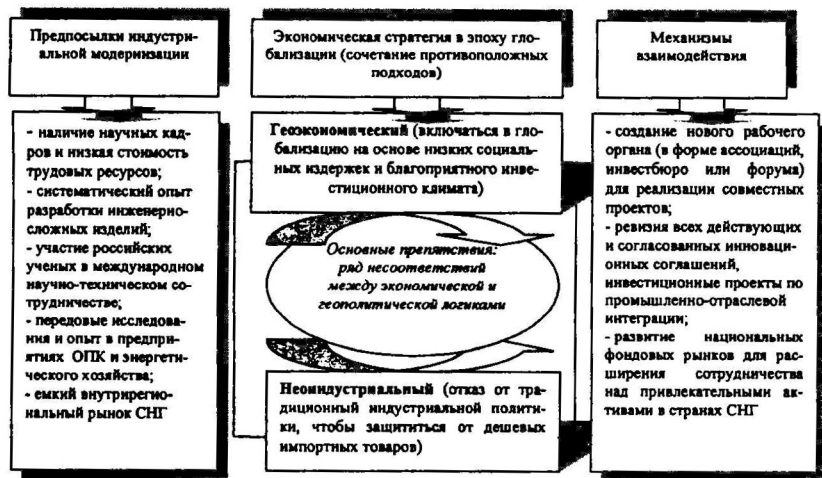 Предпосылки индустри-
альной модернизации
- наличие научных кад-
ров и низкая стоимость
трудовых ресурсов;
- систематический опыт
разработки инженерно-
сложных изделий;
- участие российских
ученых в международном
научно-техническом со-
трудничестве;
- передовые исследова-
ния и опыт в предпри-
ятиях ОПК и энергети-
ческого хозяйства;
- емкий внутрирегио-
нальный рынок СНГ
Экономическая стратегия в эпоху гло-
бализации (сочетание противоположных
подходов)
Геоэкономический (включаться в гло-
бализацию на основе низких социаль-
ных издержек и благоприятного инве-
стиционного климата)
Основные препятствия:
ряд несоответствий
между экономической и
геополитической логиками
Неоиндустриальный (отказ от тра-
диционный индустриальной полити-
ки, чтобы защититься от дешевых
импортных товаров)
Механизмы
взаимодействия
- создание нового рабочего
органа (в форме ассоциаций,
инвестбюро или форума)
для реализации совместных
проектов;
- ревизия всех действующих
и согласованных инноваци-
онных соглашений,
инвестиционные проекты по
промышленно-отраслевой
интеграции;
- развитие национальных
фондовых рынков для рас-
ширения сотрудничества
над привлекательными ак-
тивами в странах СНГ